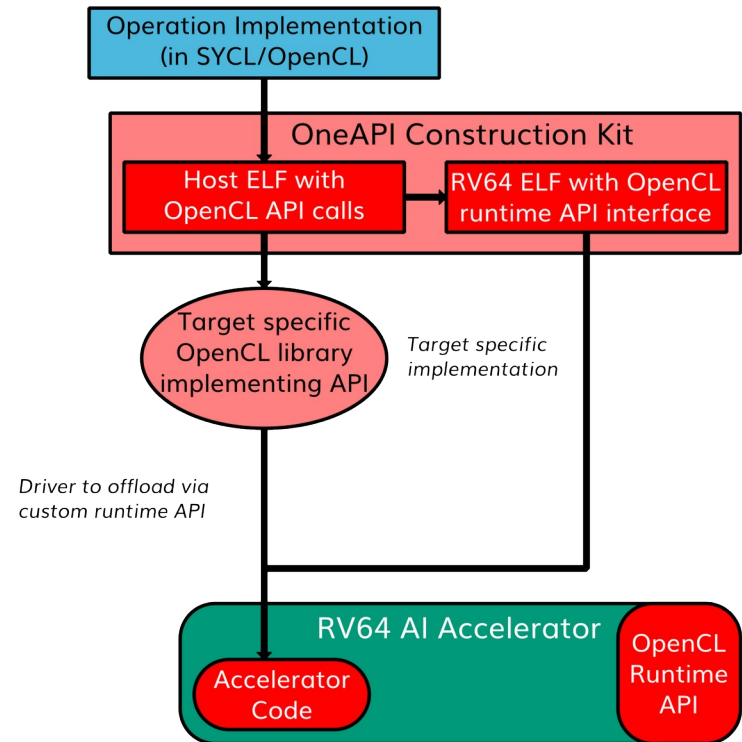 Operation Implementation
(in SYCL/OpenCL)
OneAPI Construction Kit
Host ELF with
OpenCL API calls
RV64 ELF with OpenCL
runtime API interface
Target specific
OpenCL library
implementing API
Target specific
implementation
Driver to offload via
custom runtime API
RV64 AI Accelerator
Accelerator
Code
OpenCL
Runtime
API